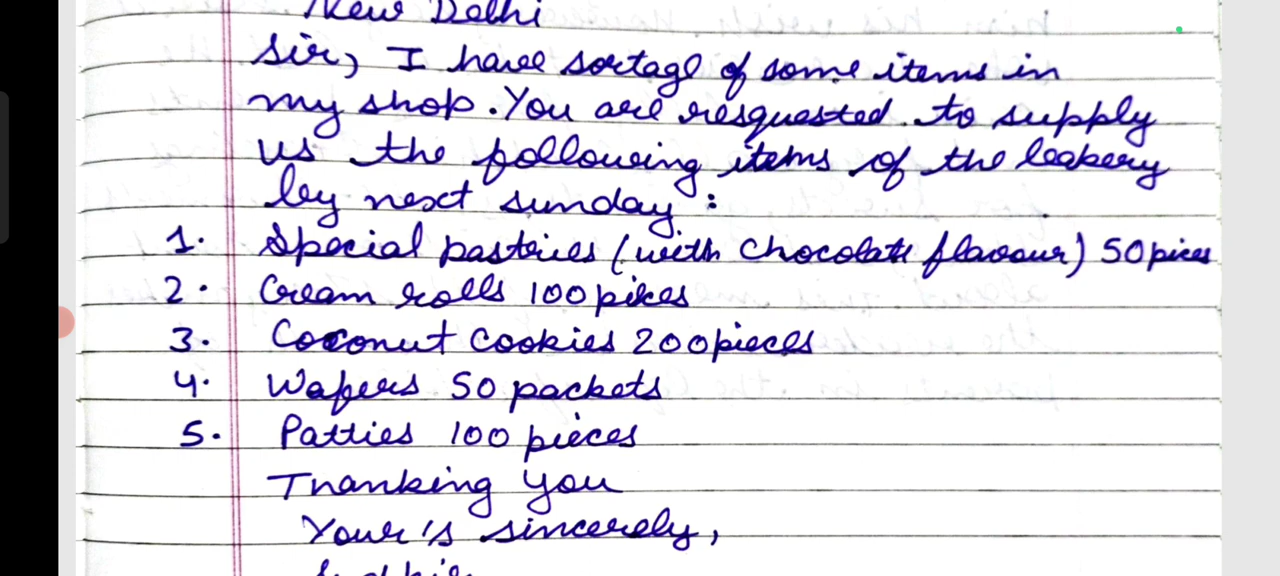 New Delhi
Sir, I have sortage of some items in
my shop. You are resquested. to supply
us the following items of the bakery
by next sunday :
1. Special pastries (with chocolate flavour) 50 pices
2. Cream rolls 100 pikes
3. Coconut cookies 200 pieces
4. Wafers 50 packets
5. Patties 100 pieces
Thanking you
Your's sincerely,